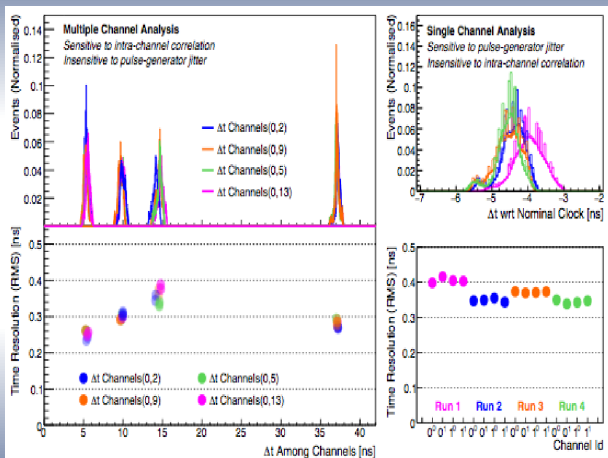 Multiple Channel Analysis
Sensitive to intra-channel correlation
Insensitive to pulse-generator jitter
Events (Normalised)
0.14
0.12
0.1
0.08
0.06
0.04
0.02
Δt Channels(0,2)
Δt Channels(0,9)
Δt Channels(0,5)
Δt Channels(0,13)
Single Channel Analysis
Sensitive to pulse-generator jitter
Insensitive to intra-channel correlation
Events (Normalised)
0.16
0.14
0.12
0.1
0.08
0.06
0.04
0.02
-7 -6 -5 -4 -3 -2
Δt wrt Nominal Clock [ns]
Time Resolution (RMS) [ns]
0.5
0.4
0.3
0.2
0.1
0
Δt Channels(0,2)
Δt Channels(0,5)
Δt Channels(0,9)
Δt Channels(0,13)
0 5 10 15 20 25 30 35 40
Δt Among Channels [ns]
Time Resolution (RMS) [ns]
0.5
0.4
0.3
0.2
0.1
0
Run 1 Run 2 Run 3 Run 4
Channel Id